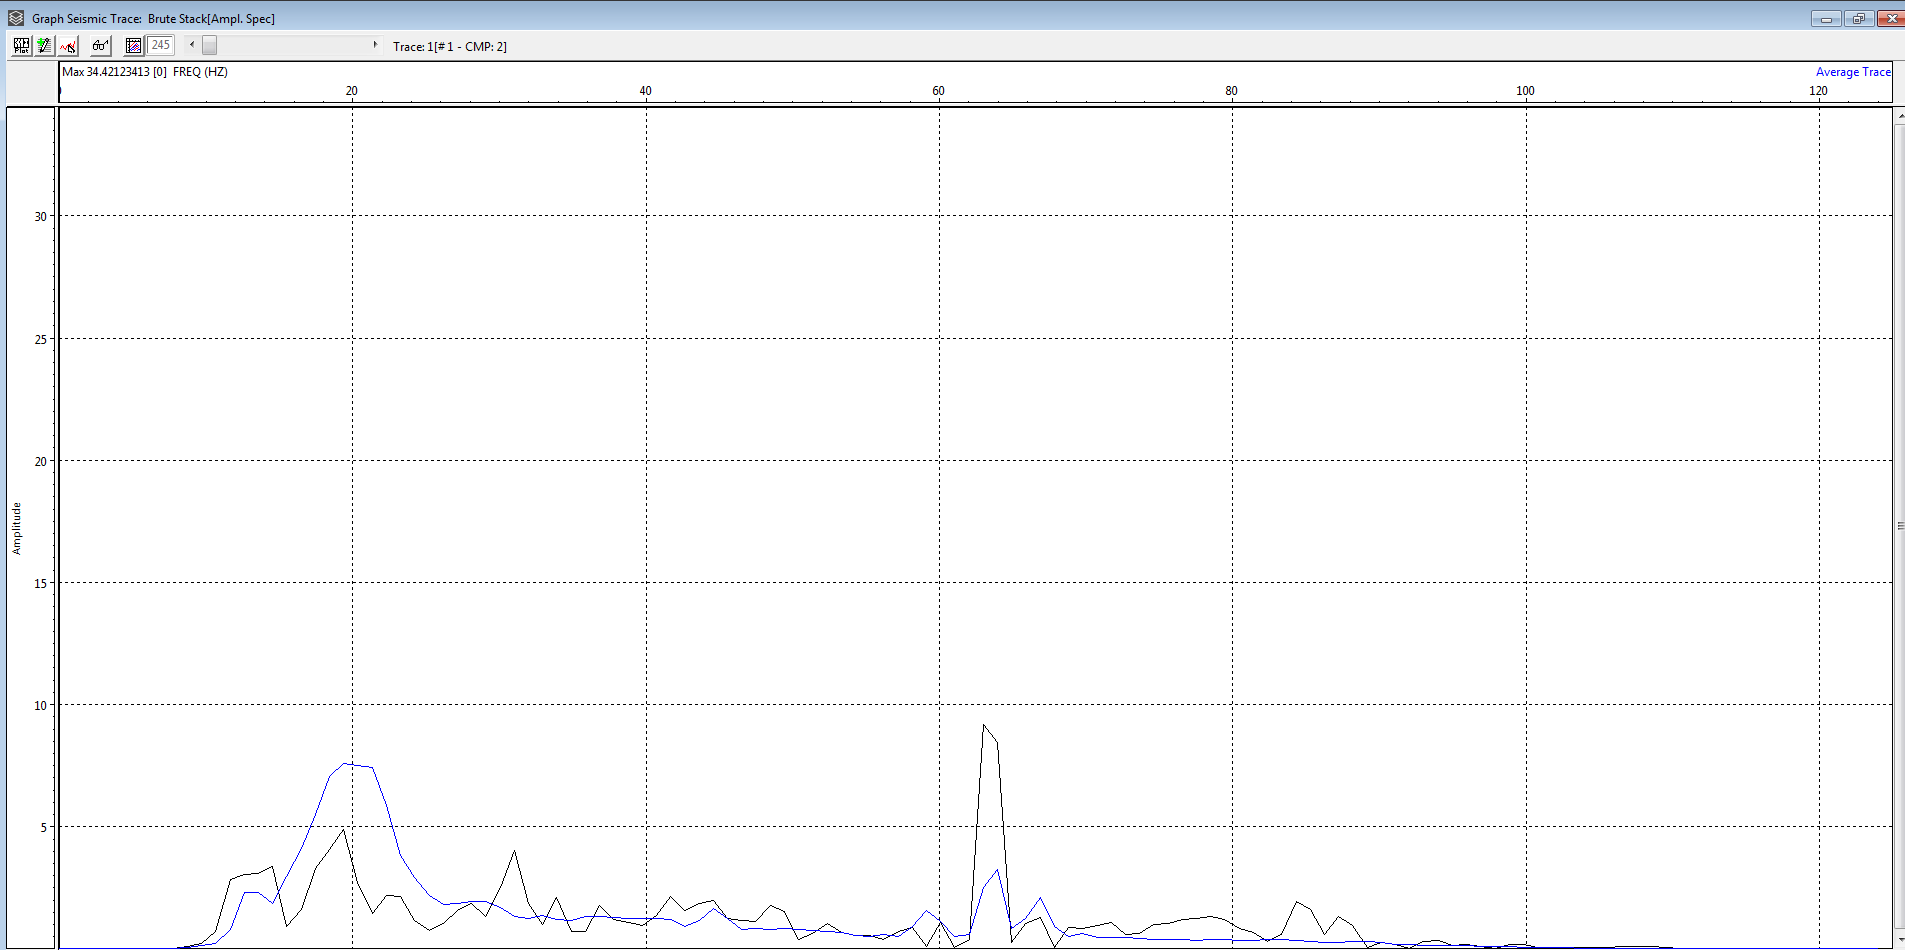 Graph Seismic Trace: Brute Stack[Ampl. Spec]
245 Trace: 1[# 1 - CMP: 2]
Max 34.42123413 [0] FREQ (HZ) Average Trace
20 40 60 80 100 120
30
25
20
15
10
5
Amplitude